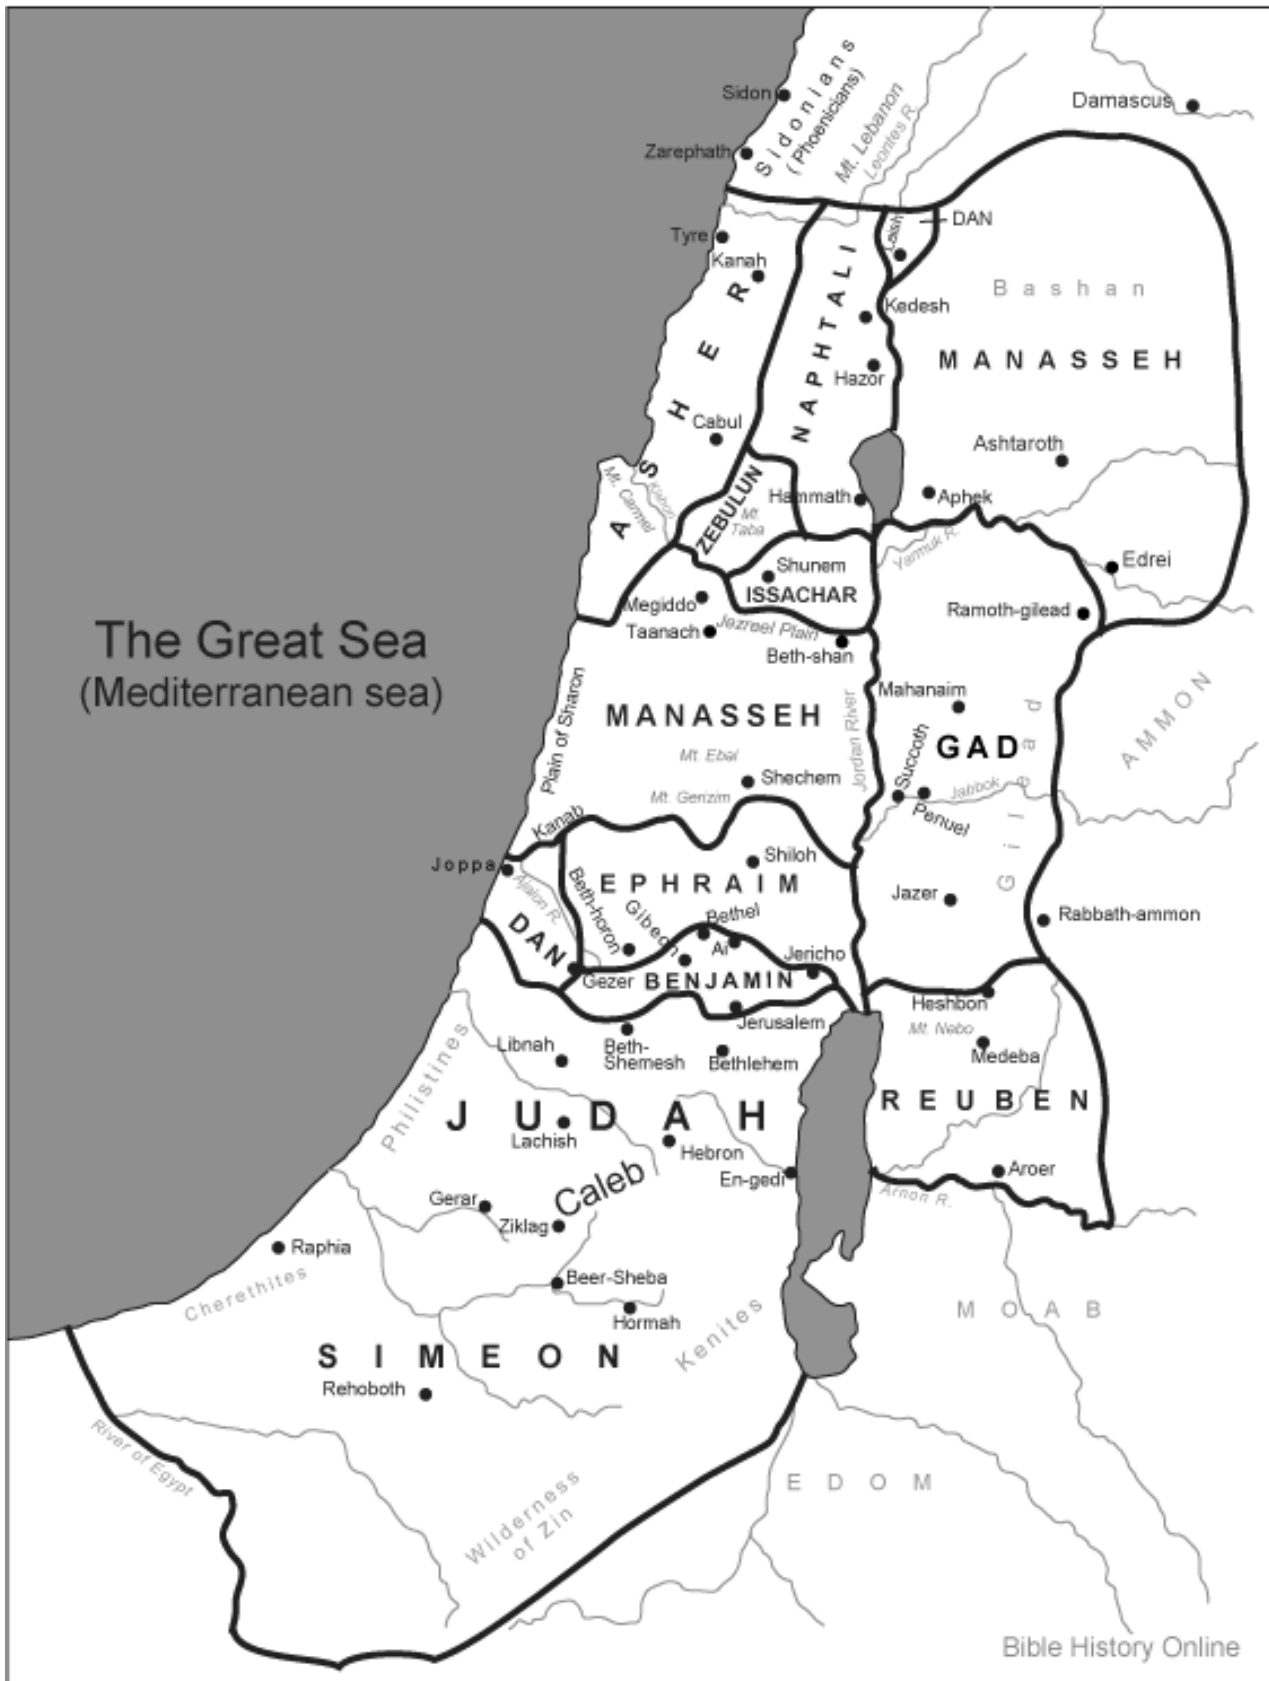 Sidon
Sidonians
(Phoenicians)
Mt. Lebanon
Leontes R.
Damascus
Zarephath
Tyre
Kanah
Laish
DAN
Bashan
NAPHTALI
Kedesh
MANASSEH
Hazor
ASHER
Cabul
Ashtaroth
Mt. Carmel
Kishon
ZEBULUN
Mt.
Taba
Hammath
Aphek
Yarmuk R.
Edrei
Shunem
ISSACHAR
Megiddo
Jezreel Plain
Taanach
Beth-shan
Ramoth-gilead
The Great Sea
(Mediterranean sea)
Plain of Sharon
MANASSEH
Mahanaim
Jordan River
GAD
Gilead
AMMON
Mt. Ebal
Shechem
Mt. Gerizim
Succoth
Penuel
Jabbok
Kanab
Joppa
Ajalon R.
Shiloh
EPHRAIM
Beth-horon
Gibeon
Bethel
Ai
Jazer
Rabbath-ammon
DAN
Gezer
BENJAMIN
Jericho
Heshbon
Mt. Nebo
Medeba
Jerusalem
Libnah
Beth-
Shemesh
Bethlehem
Philistines
JUDAH
REUBEN
Lachish
Hebron
En-gedi
Aroer
Arnon R.
Caleb
Gerar
Ziklag
Raphia
Cherethites
Beer-Sheba
Hormah
Kenites
MOAB
SIMEON
Rehoboth
River of Egypt
Wilderness
of Zin
EDOM
Bible History Online